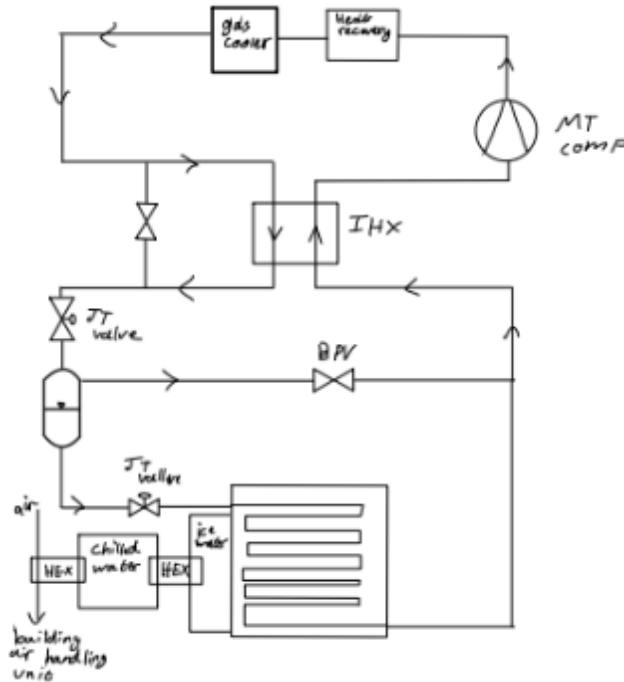 gas
cooler
Heat
recovery
MT
comp
IHX
JT
valve
BPV
JT
valve
air
chilled
water
ice
water
HEX
HEX
building
air handling
unit